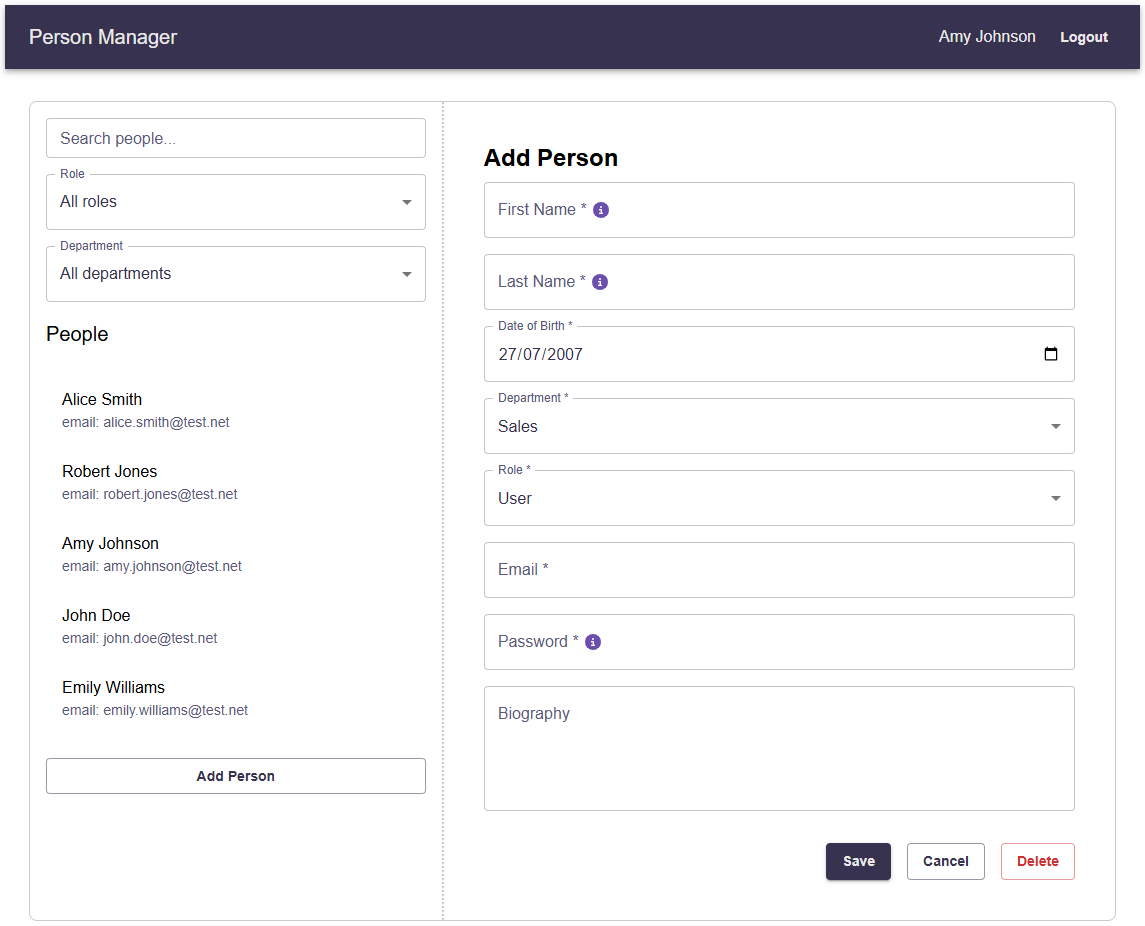 Person Manager
Amy Johnson
Logout
Search people...
Role
All roles
Department
All departments
People
Alice Smith
email: alice.smith@test.net
Robert Jones
email: robert.jones@test.net
Amy Johnson
email: amy.johnson@test.net
John Doe
email: john.doe@test.net
Emily Williams
email: emily.williams@test.net
Add Person
Add Person
First Name *
Last Name *
Date of Birth *
27/07/2007
Department *
Sales
Role *
User
Email *
Password *
Biography
Save
Cancel
Delete